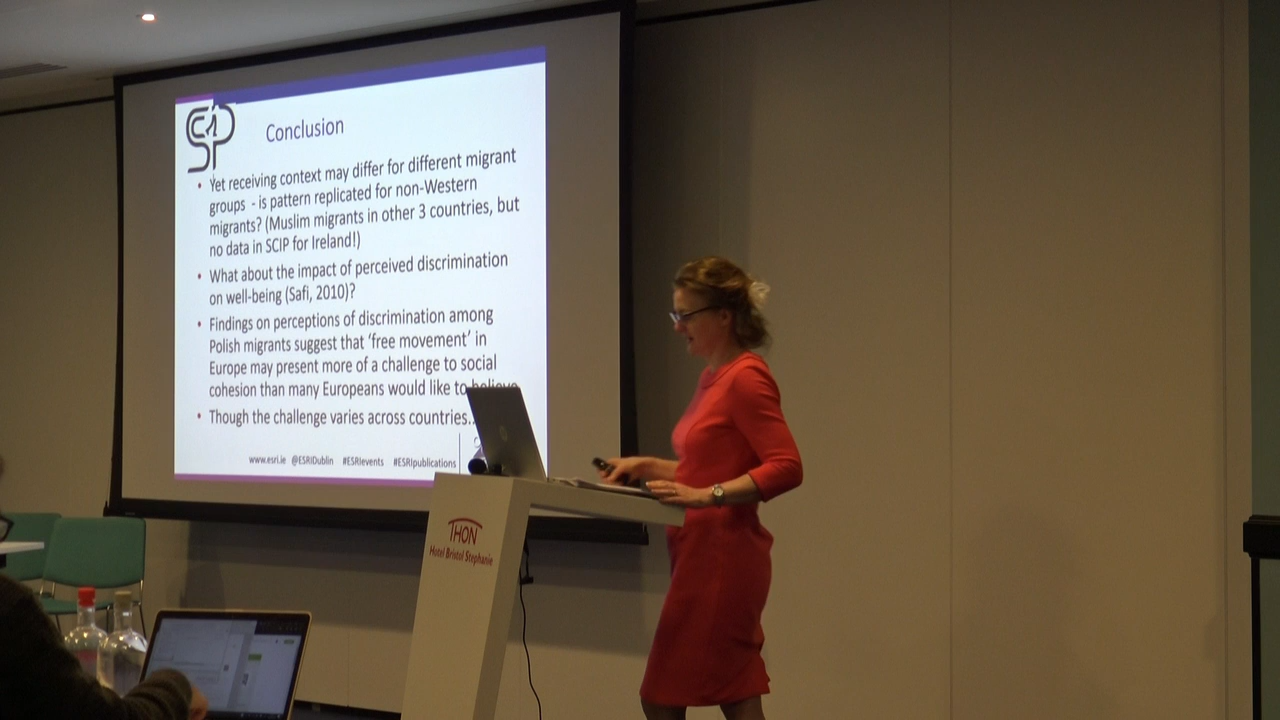 SCIP
Conclusion
• Yet receiving context may differ for different migrant
groups - is pattern replicated for non-Western
migrants? (Muslim migrants in other 3 countries, but
no data in SCIP for Ireland!)
• What about the impact of perceived discrimination
on well-being (Safi, 2010)?
• Findings on perceptions of discrimination among
Polish migrants suggest that ‘free movement’ in
Europe may present more of a challenge to social
cohesion than many Europeans would like to believe
• Though the challenge varies across countries..
www.esri.ie @ESRIDublin #ESRIevents #ESRIpublications
THON
Hotel Bristol Stephanie